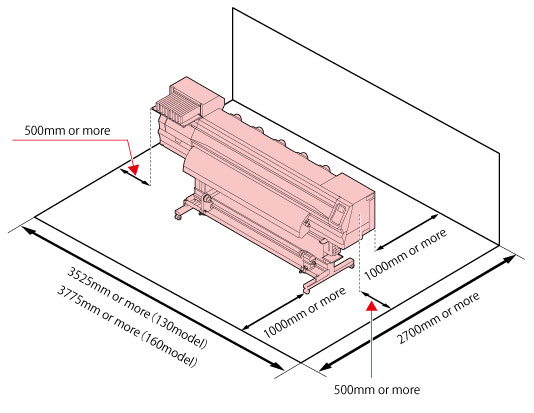 500mm or more
1000mm or more
3525mm or more (130model)
3775mm or more (160model)
1000mm or more
2700mm or more
500mm or more